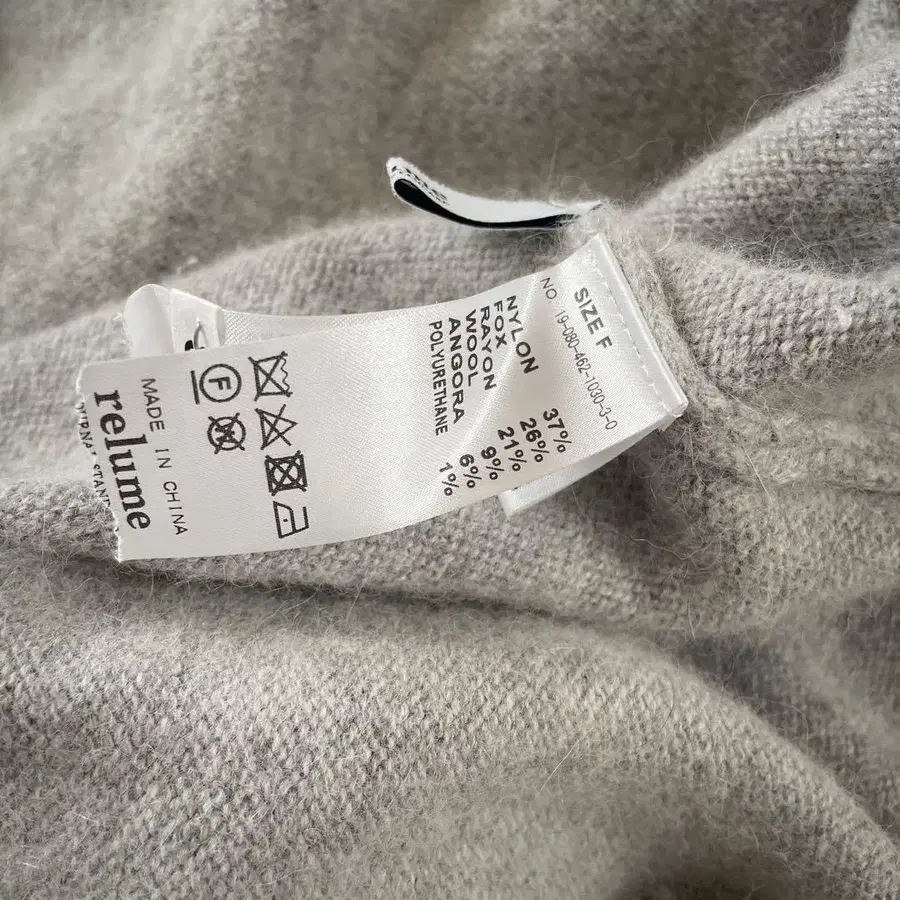 SIZE F
NO 19-080-462-1030-3-0
NYLON 37%
FOX 26%
RAYON 21%
WOOL 9%
ANGORA 6%
POLYURETHANE 1%
F
MADE IN CHINA
relume